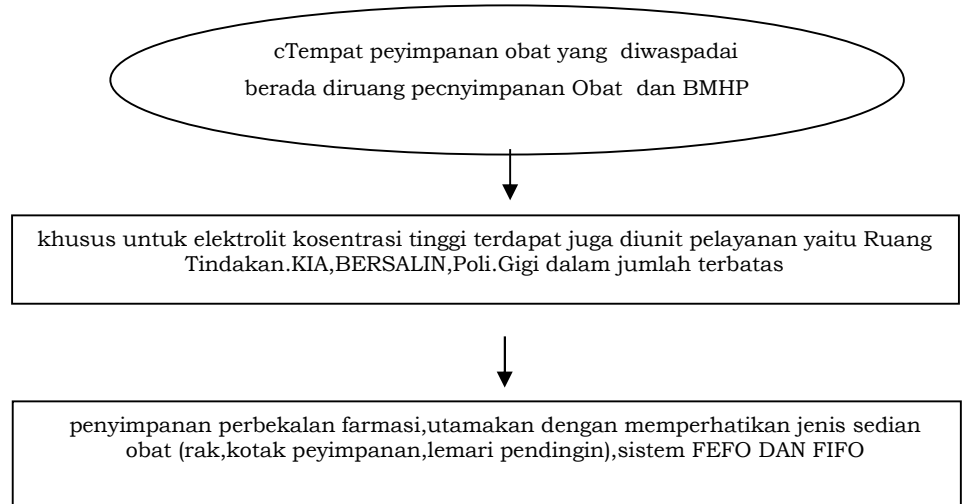 cTempat peyimpanan obat yang diwaspadai
berada diruang pecnyimpanan Obat dan BMHP
khusus untuk elektrolit kosentrasi tinggi terdapat juga diunit pelayanan yaitu Ruang
Tindakan.KIA,BERSALIN,Poli.Gigi dalam jumlah terbatas
penyimpanan perbekalan farmasi,utamakan dengan memperhatikan jenis sedian
obat (rak,kotak peyimpanan,lemari pendingin),sistem FEFO DAN FIFO